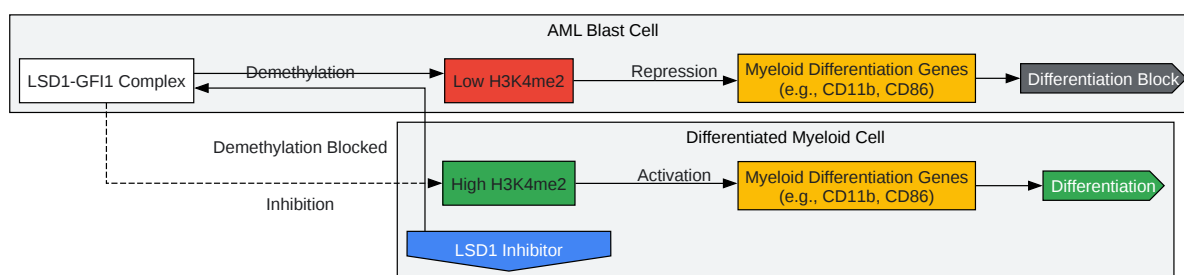 AML Blast Cell
LSD1-GFI1 Complex
Demethylation
Low H3K4me2
Repression
Myeloid Differentiation Genes
(e.g., CD11b, CD86)
Differentiation Block
Differentiated Myeloid Cell
Demethylation Blocked
High H3K4me2
Activation
Myeloid Differentiation Genes
(e.g., CD11b, CD86)
Differentiation
Inhibition
LSD1 Inhibitor